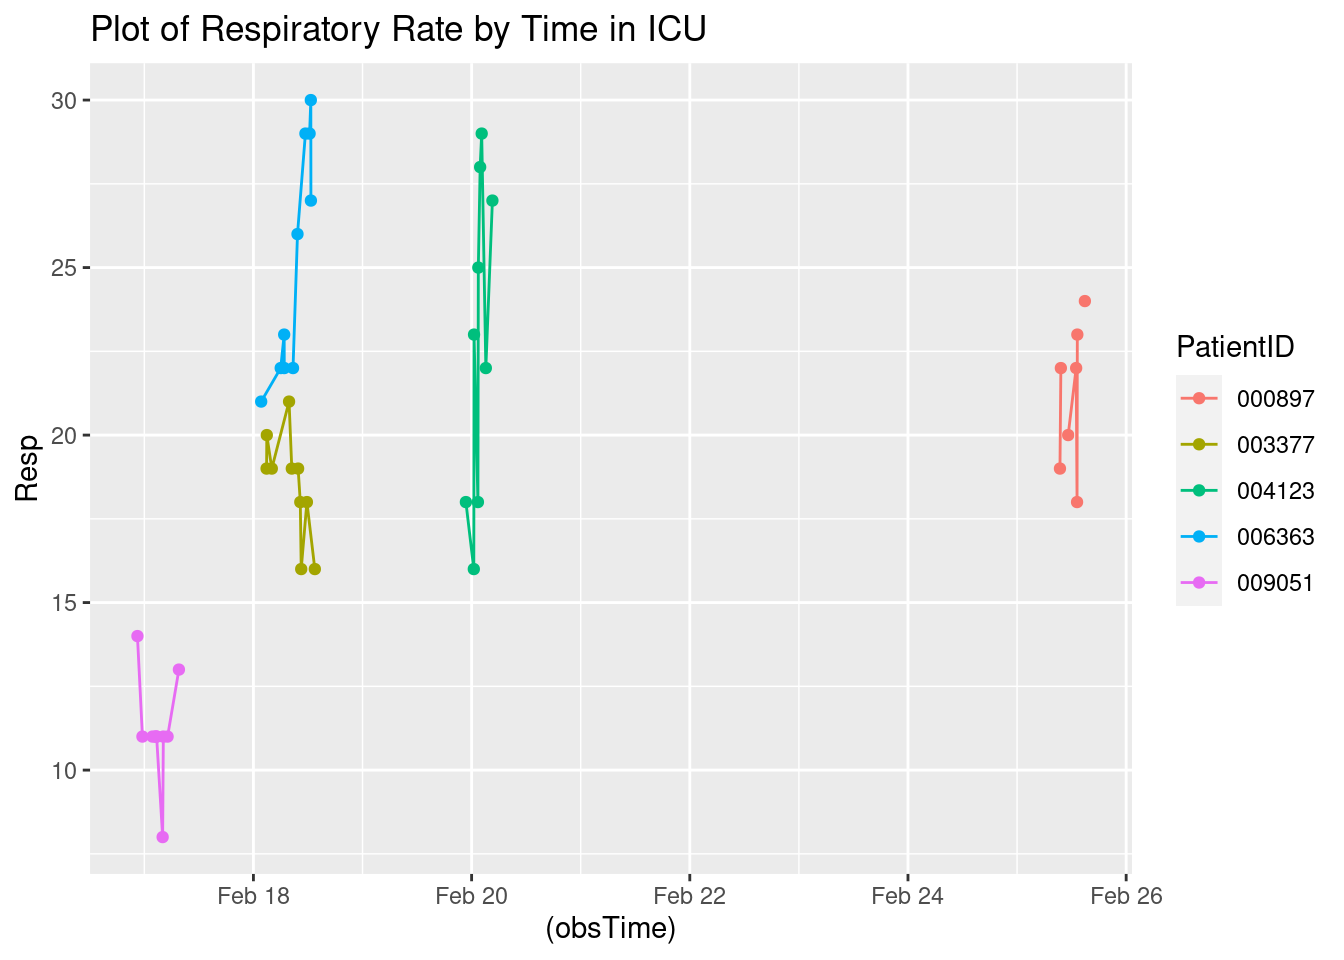 Plot of Respiratory Rate by Time in ICU
30
25
20
15
10
Resp
Feb 18
Feb 20
Feb 22
Feb 24
Feb 26
(obsTime)
PatientID
000897
003377
004123
006363
009051